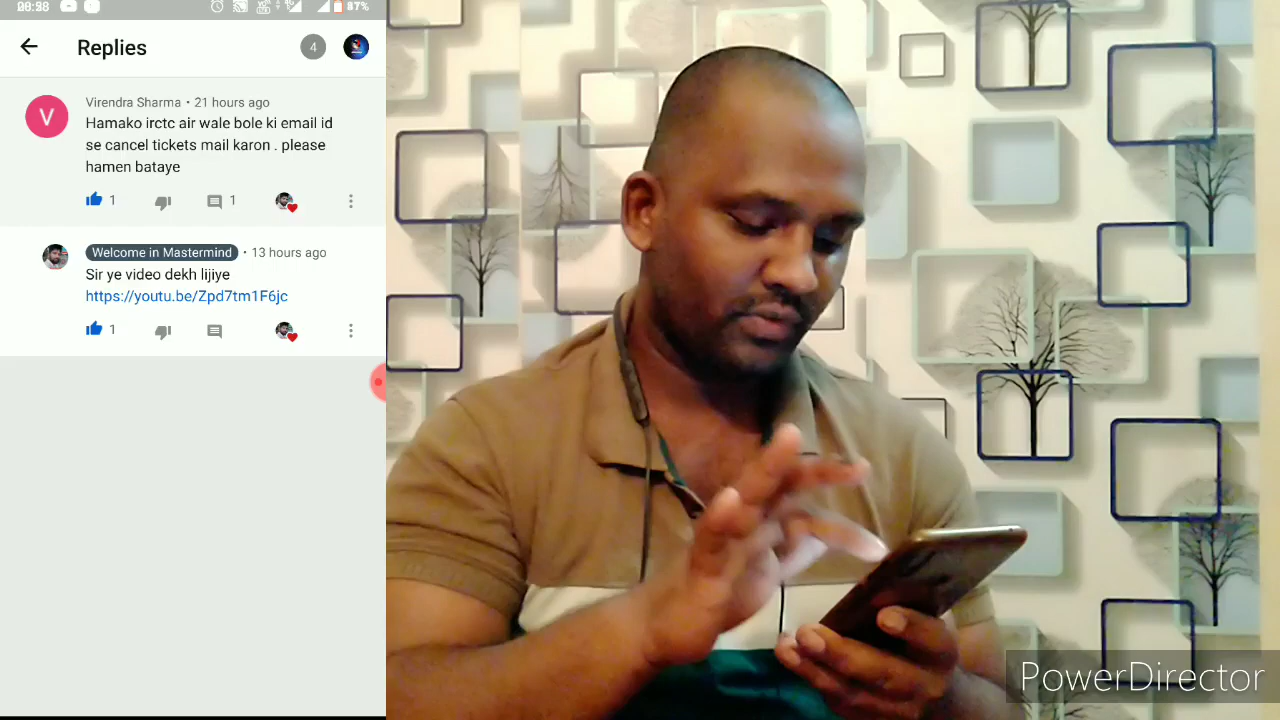 87%
Replies
4
Virendra Sharma • 21 hours ago
V
Hamako irctc air wale bole ki email id
se cancel tickets mail karon . please
hamen bataye
1
1
Welcome in Mastermind • 13 hours ago
Sir ye video dekh lijiye
https://youtu.be/Zpd7tm1F6jc
1
PowerDirector